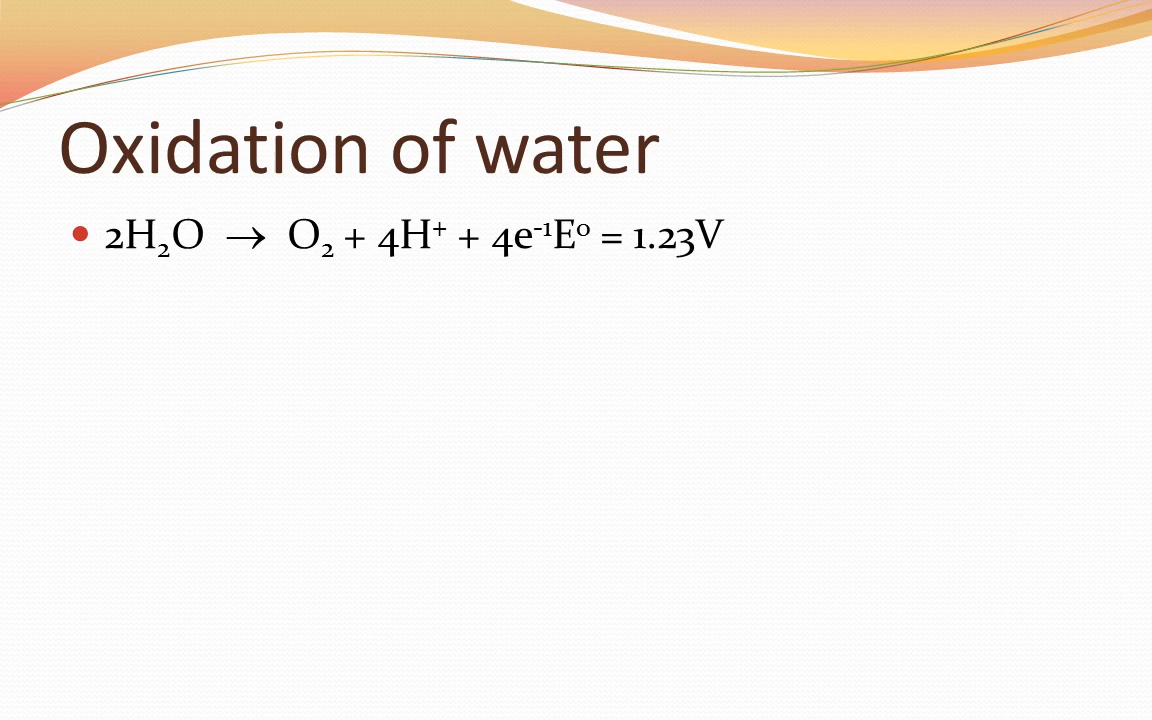 Oxidation of water
• 2H₂O → O₂ + 4H⁺ + 4e⁻¹E⁰ = 1.23V